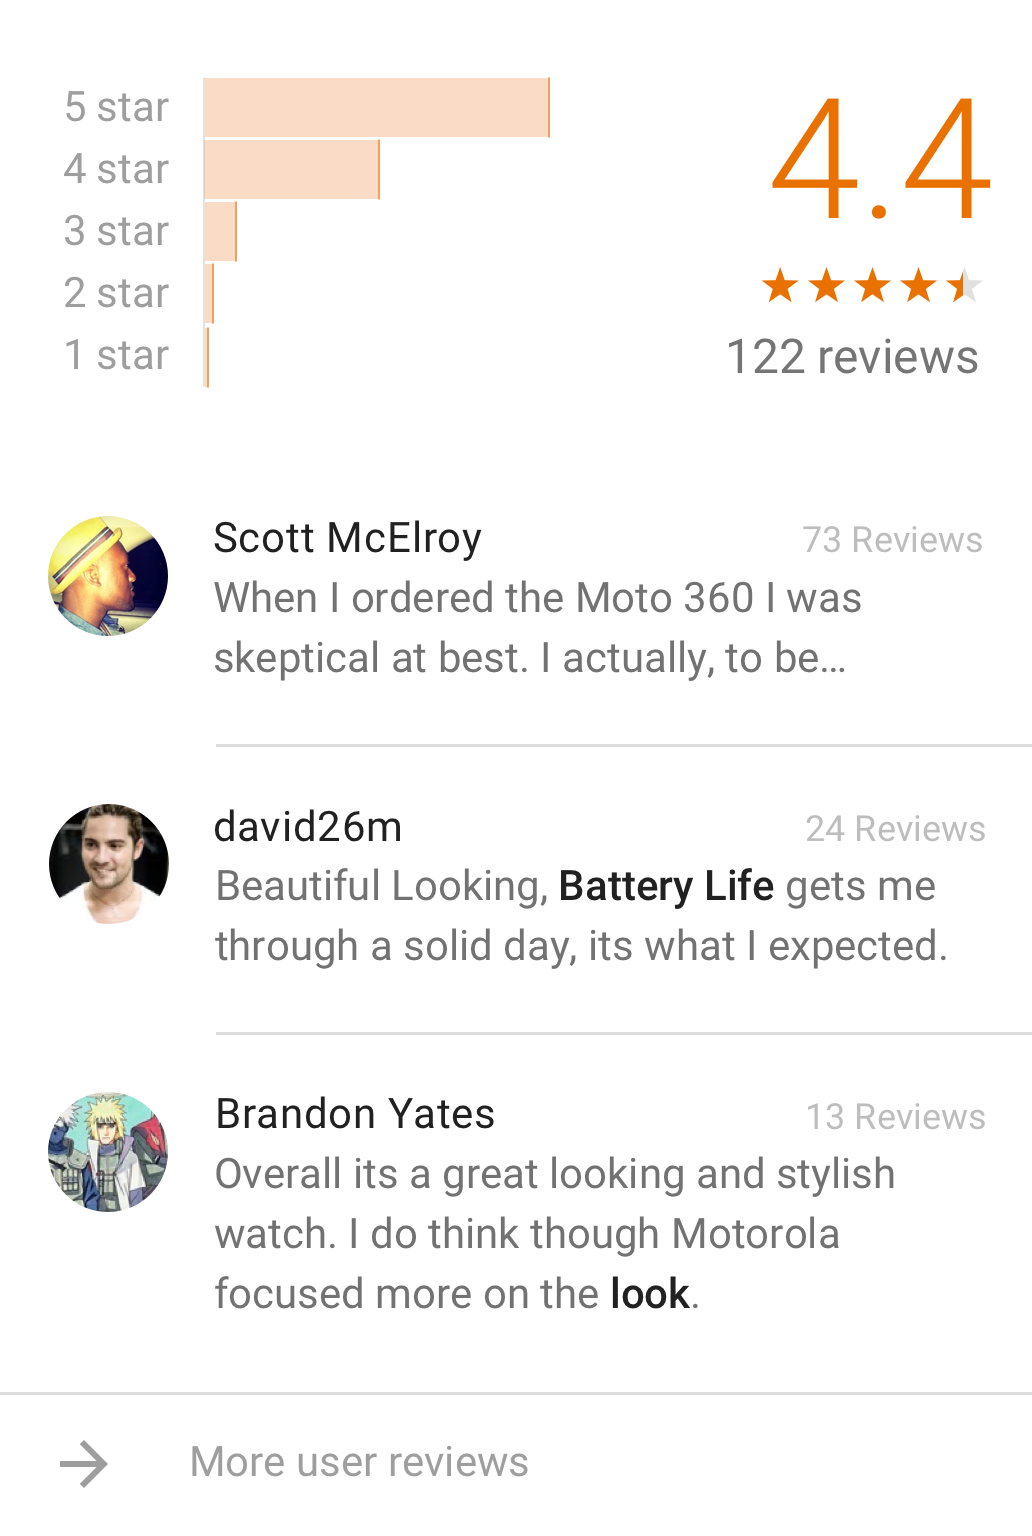 5 star
4 star
3 star
2 star
1 star
4.4
122 reviews
Scott McElroy
73 Reviews
When I ordered the Moto 360 I was
skeptical at best. I actually, to be...
david26m
24 Reviews
Beautiful Looking, Battery Life gets me
through a solid day, its what I expected.
Brandon Yates
13 Reviews
Overall its a great looking and stylish
watch. I do think though Motorola
focused more on the look.
More user reviews